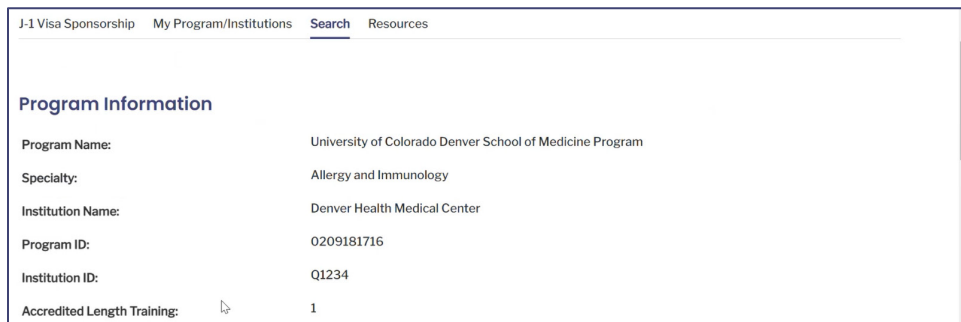 J-1 Visa Sponsorship My Program/Institutions Search Resources
Program Information
Program Name: University of Colorado Denver School of Medicine Program
Specialty: Allergy and Immunology
Institution Name: Denver Health Medical Center
Program ID: 0209181716
Institution ID: Q1234
Accredited Length Training: 1